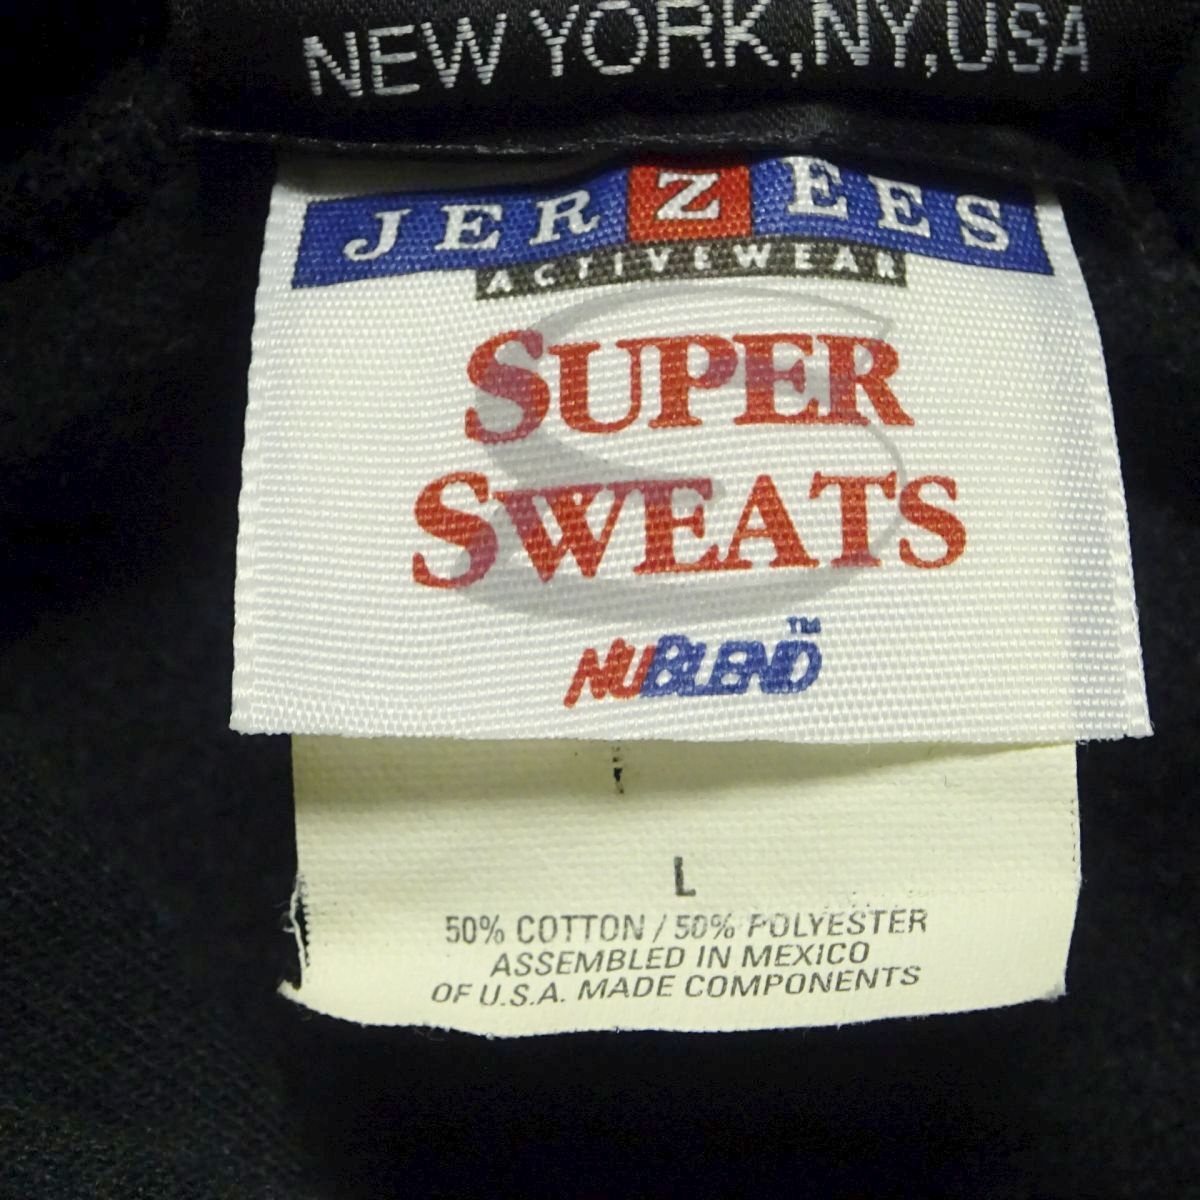 NEW YORK, NY, USA
JERZEES
ACTIVEWEAR
SUPER
SWEATS
NUBLEND™
L
50% COTTON / 50% POLYESTER
ASSEMBLED IN MEXICO
OF U.S.A. MADE COMPONENTS